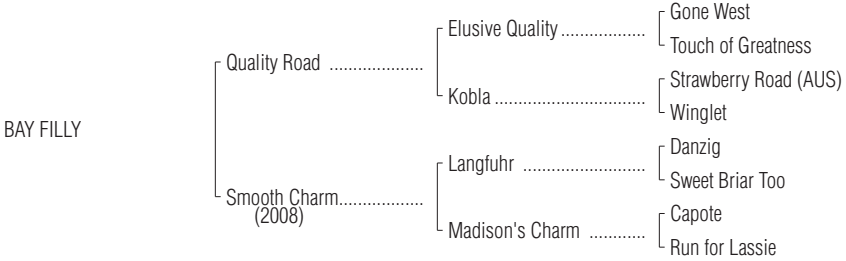 Gone West
Elusive Quality ...................
Touch of Greatness
Quality Road .....................
Strawberry Road (AUS)
Kobla .................................
Winglet
BAY FILLY
Danzig
Langfuhr ...........................
Sweet Briar Too
Smooth Charm...................
(2008)
Capote
Madison's Charm ............
Run for Lassie